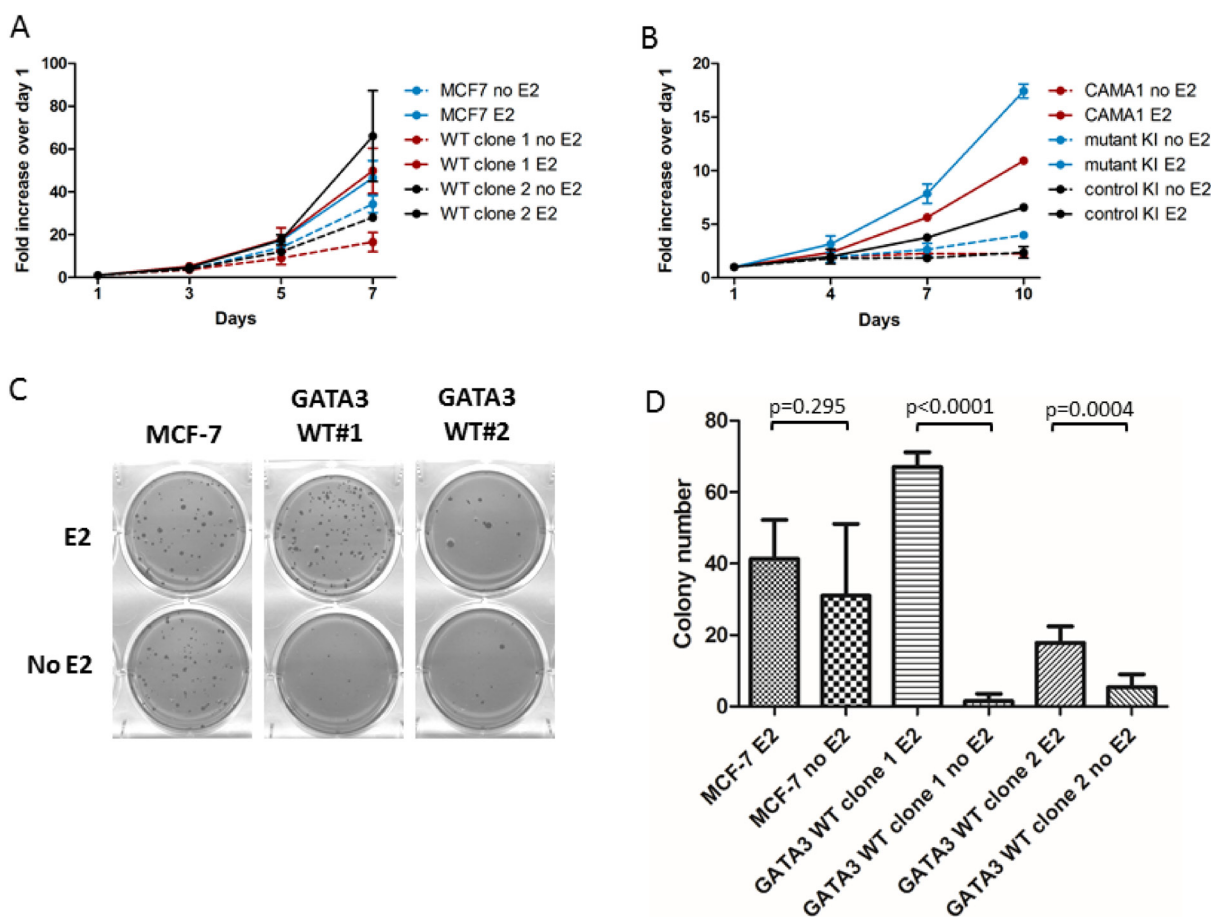 A
Fold increase over day 1
100
80
60
40
20
0
1 3 5 7
Days
MCF7 no E2
MCF7 E2
WT clone 1 no E2
WT clone 1 E2
WT clone 2 no E2
WT clone 2 E2
B
Fold increase over day 1
20
15
10
5
0
1 4 7 10
Days
CAMA1 no E2
CAMA1 E2
mutant KI no E2
mutant KI E2
control KI no E2
control KI E2
C
MCF-7
GATA3
WT#1
GATA3
WT#2
E2
No E2
D
p=0.295
p<0.0001
p=0.0004
Colony number
80
60
40
20
0
MCF-7 E2
MCF-7 no E2
GATA3 WT clone 1 E2
GATA3 WT clone 1 no E2
GATA3 WT clone 2 E2
GATA3 WT clone 2 no E2